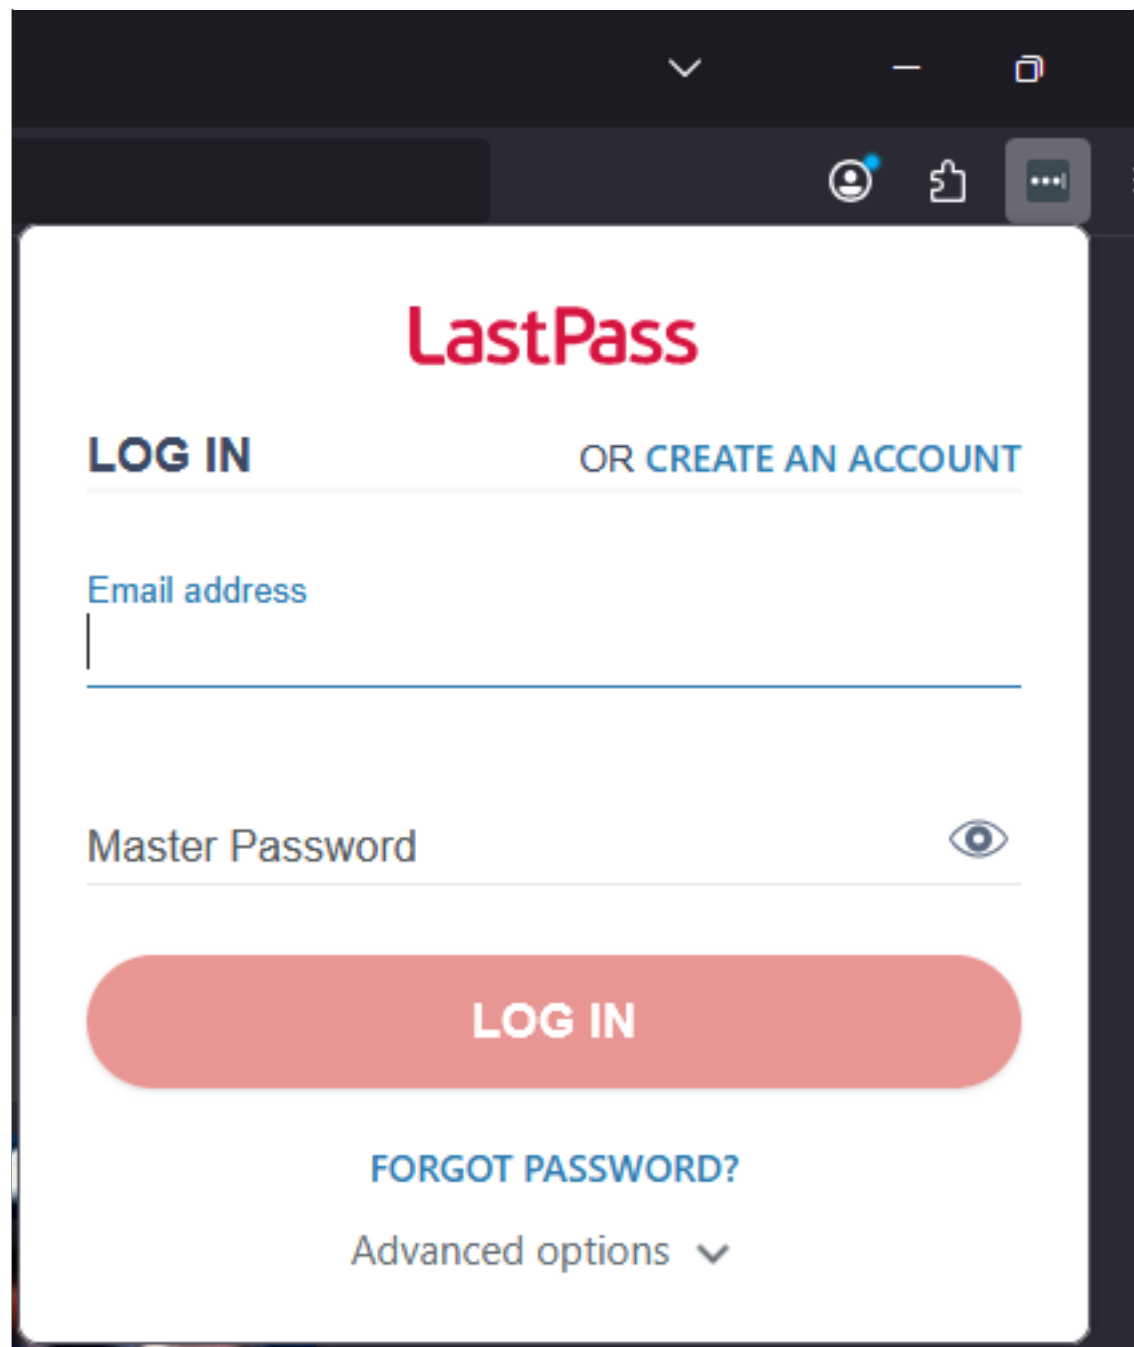 LastPass
LOG IN OR CREATE AN ACCOUNT
Email address
Master Password
LOG IN
FORGOT PASSWORD?
Advanced options